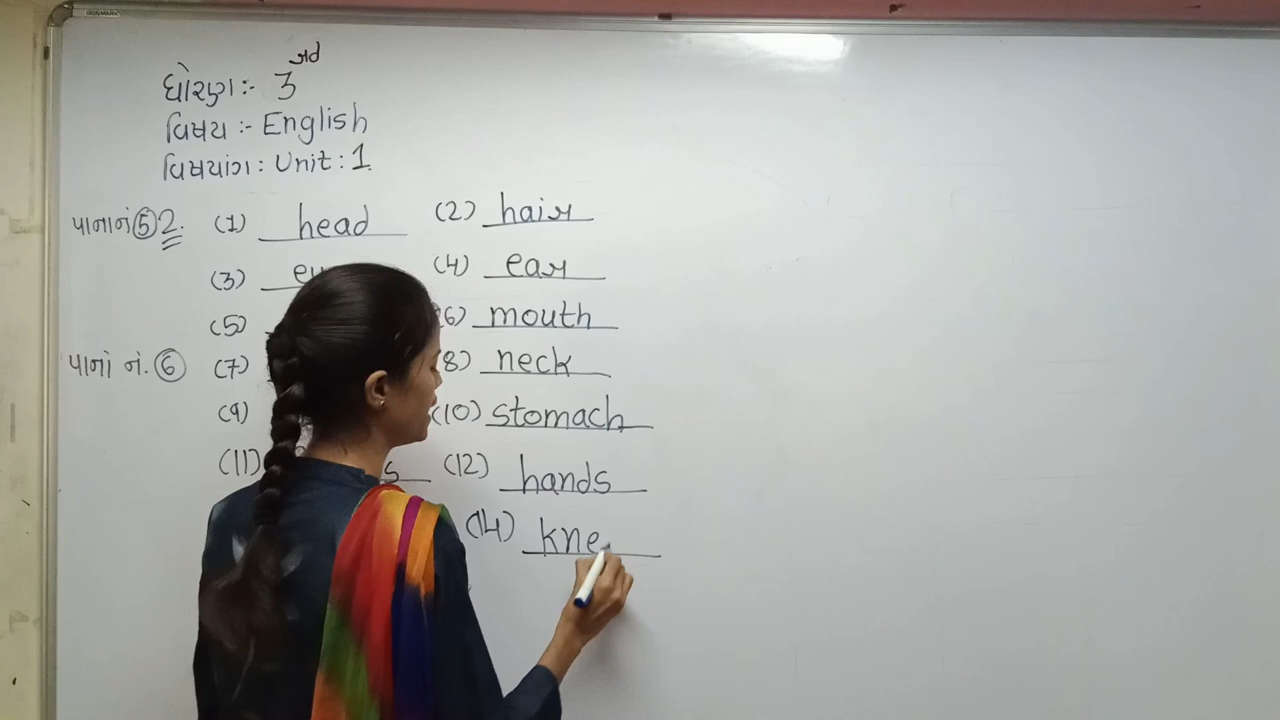 ધોરણ :- 3rd
વિષય :- English
વિષયાંગ : Unit : 1.
પાનાનં ⑤ 2. (1) head (2) hair
(3) (4) ear
(5) (6) mouth
પાનાં નં. ⑥ (7) (8) neck
(9) (10) stomach
(11) (12) hands
(14) kne